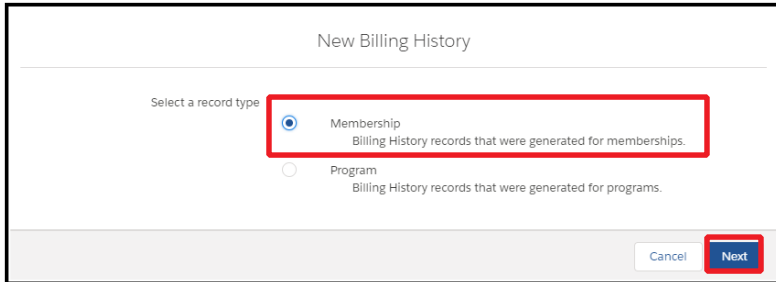 New Billing History
Select a record type
Membership
Billing History records that were generated for memberships.
Program
Billing History records that were generated for programs.
Cancel
Next